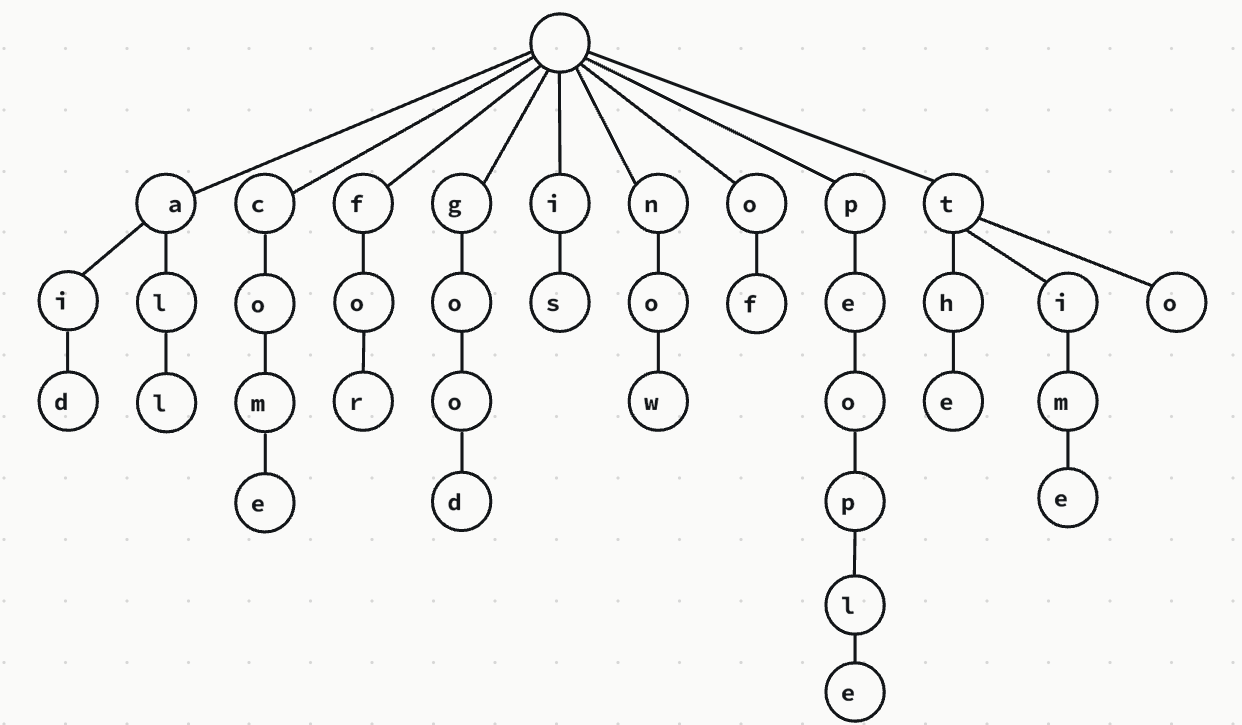 a c f g i n o p t
i l o o o s o f e h i o
d l m r o w o e m
e d p e
l
e